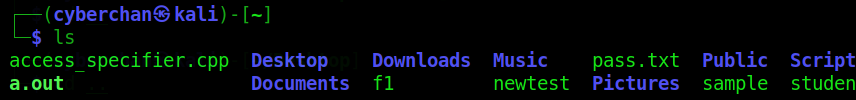 ┌──(cyberchan㉿kali)-[~]
└─$ ls
access_specifier.cpp Desktop Downloads Music pass.txt Public Script
a.out Documents f1 newtest Pictures sample studen